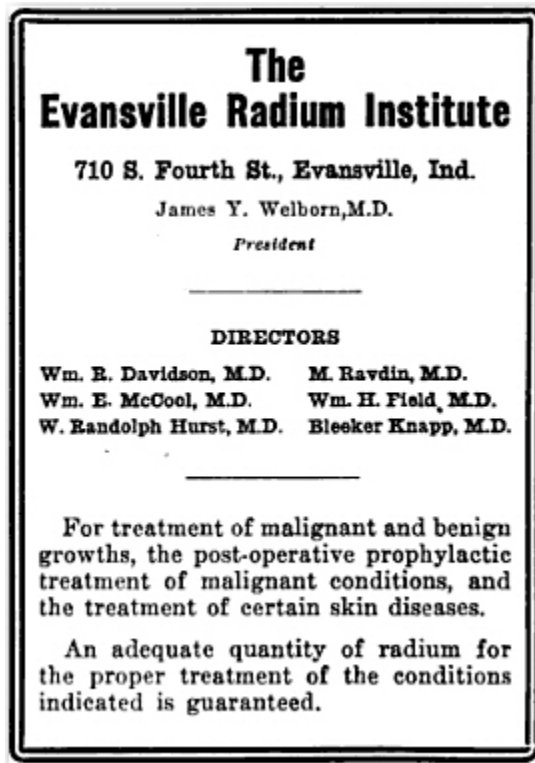 The
Evansville Radium Institute
710 S. Fourth St., Evansville, Ind.
James Y. Welborn,M.D.
President
DIRECTORS
Wm. R. Davidson, M.D. M. Ravdin, M.D.
Wm. E. McCool, M.D. Wm. H. Field, M.D.
W. Randolph Hurst, M.D. Bleeker Knapp, M.D.
For treatment of malignant and benign
growths, the post-operative prophylactic
treatment of malignant conditions, and
the treatment of certain skin diseases.
An adequate quantity of radium for
the proper treatment of the conditions
indicated is guaranteed.